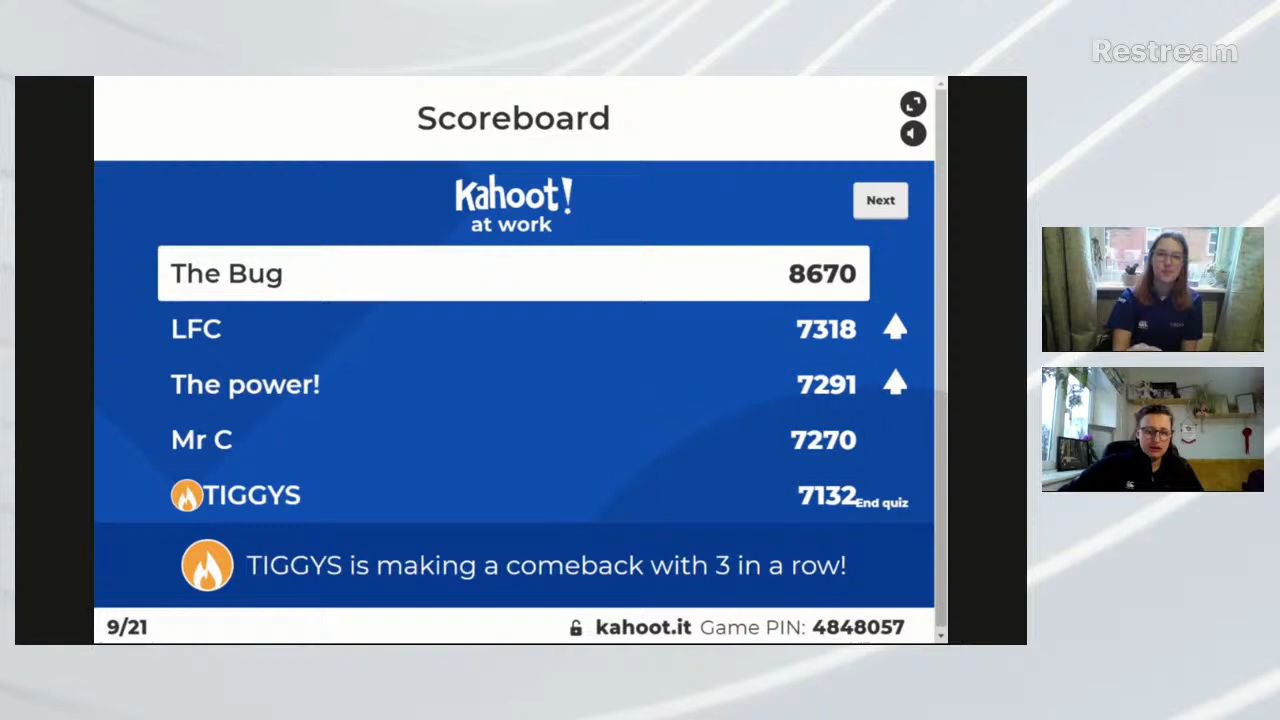 Restream
Scoreboard
Kahoot!
at work
Next
The Bug 8670
LFC 7318
The power! 7291
Mr C 7270
TIGGYS 7132
End quiz
TIGGYS is making a comeback with 3 in a row!
9/21 kahoot.it Game PIN: 4848057